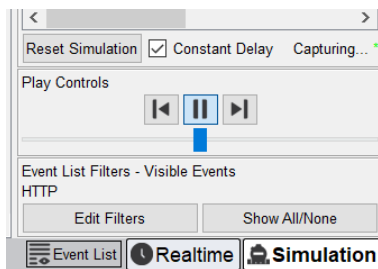 Reset Simulation Constant Delay Capturing... *
Play Controls
Event List Filters - Visible Events
HTTP
Edit Filters Show All/None
Event List Realtime Simulation